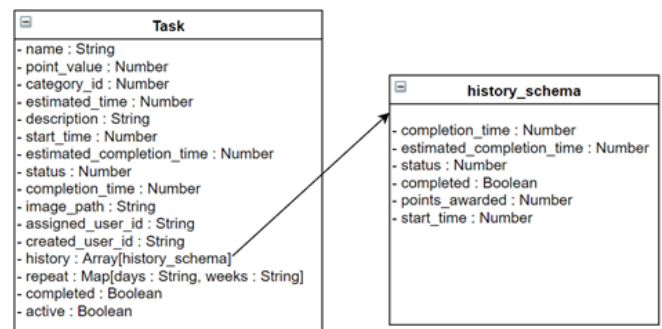 Task
- name : String
- point_value : Number
- category_id : Number
- estimated_time : Number
- description : String
- start_time : Number
- estimated_completion_time : Number
- status : Number
- completion_time : Number
- image_path : String
- assigned_user_id : String
- created_user_id : String
- history : Array[history_schema]
- repeat : Map[days : String, weeks : String]
- completed : Boolean
- active : Boolean
history_schema
- completion_time : Number
- estimated_completion_time : Number
- status : Number
- completed : Boolean
- points_awarded : Number
- start_time : Number